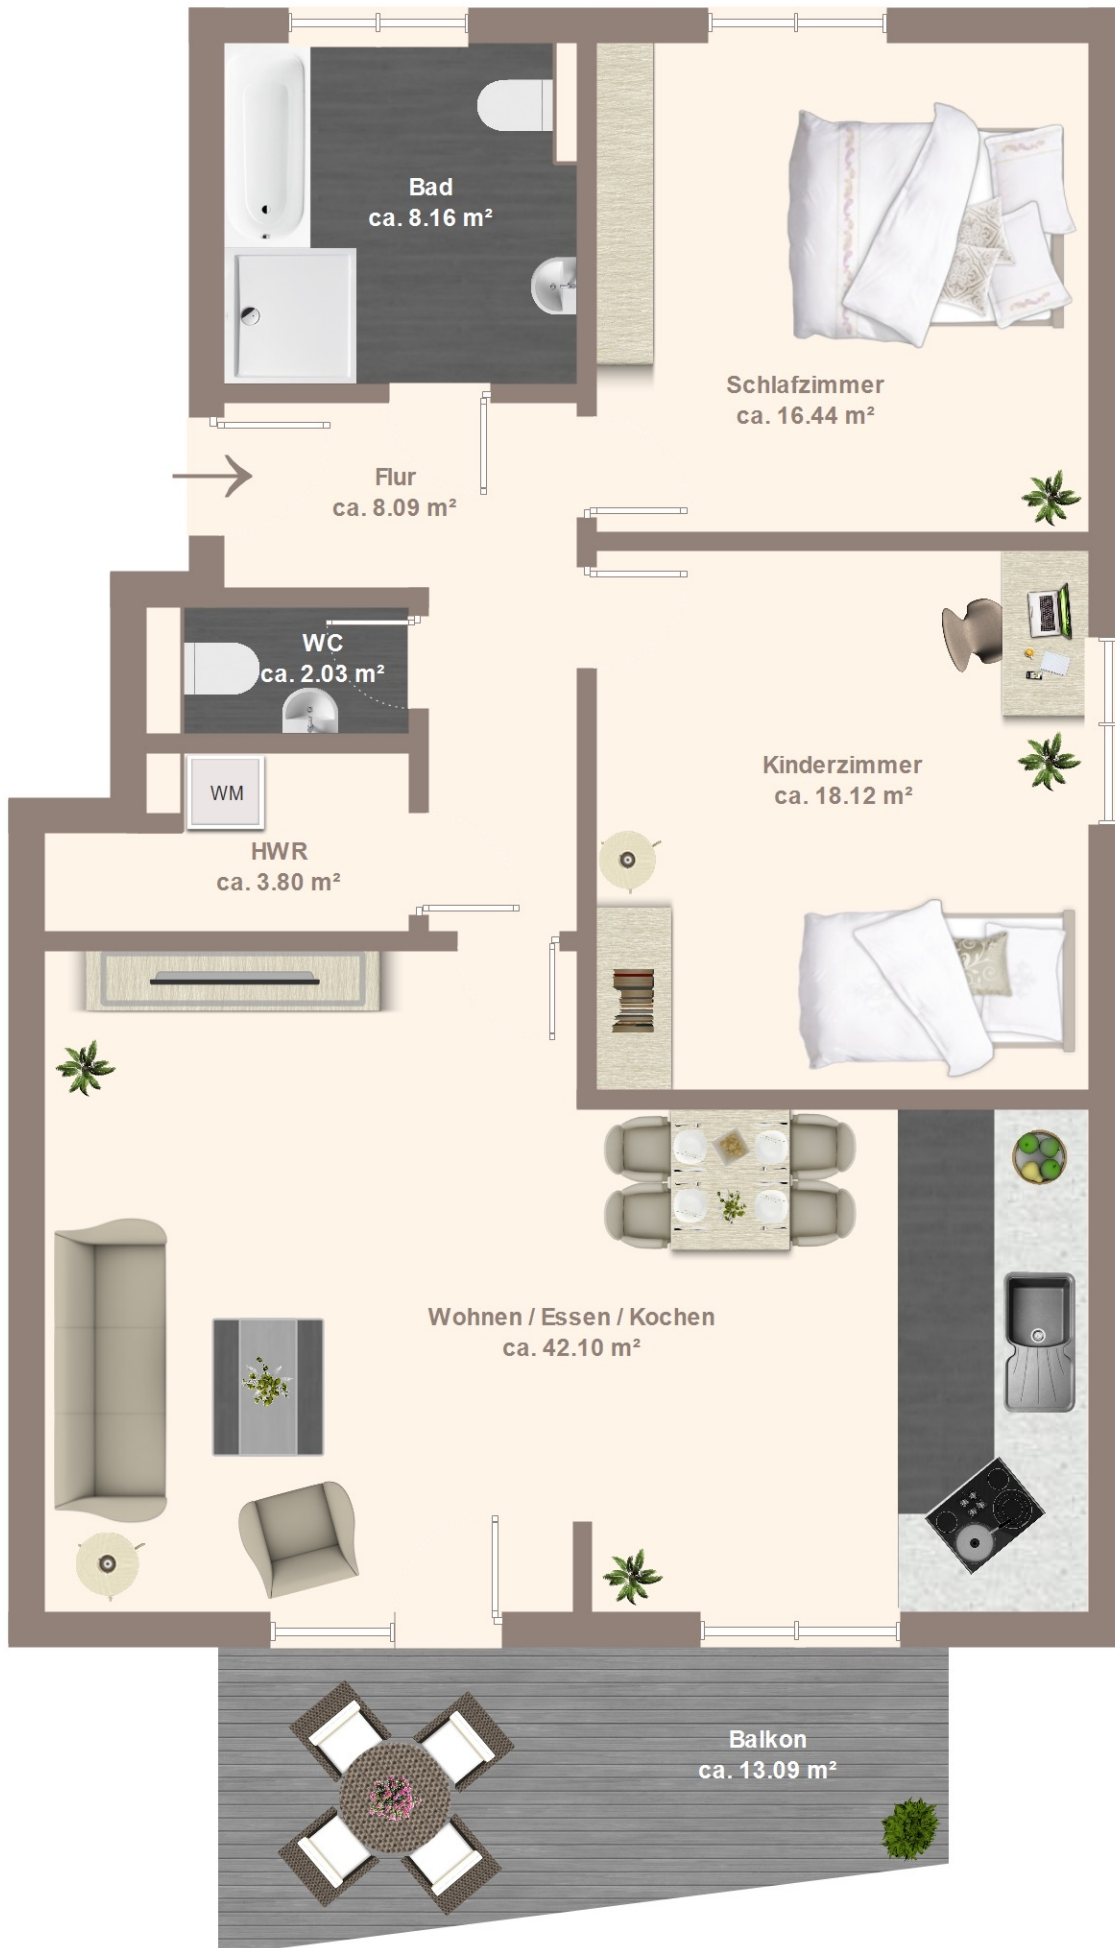 Bad
ca. 8.16 m²
Schlafzimmer
ca. 16.44 m²
Flur
ca. 8.09 m²
WC
ca. 2.03 m²
Kinderzimmer
ca. 18.12 m²
WM
HWR
ca. 3.80 m²
Wohnen / Essen / Kochen
ca. 42.10 m²
Balkon
ca. 13.09 m²